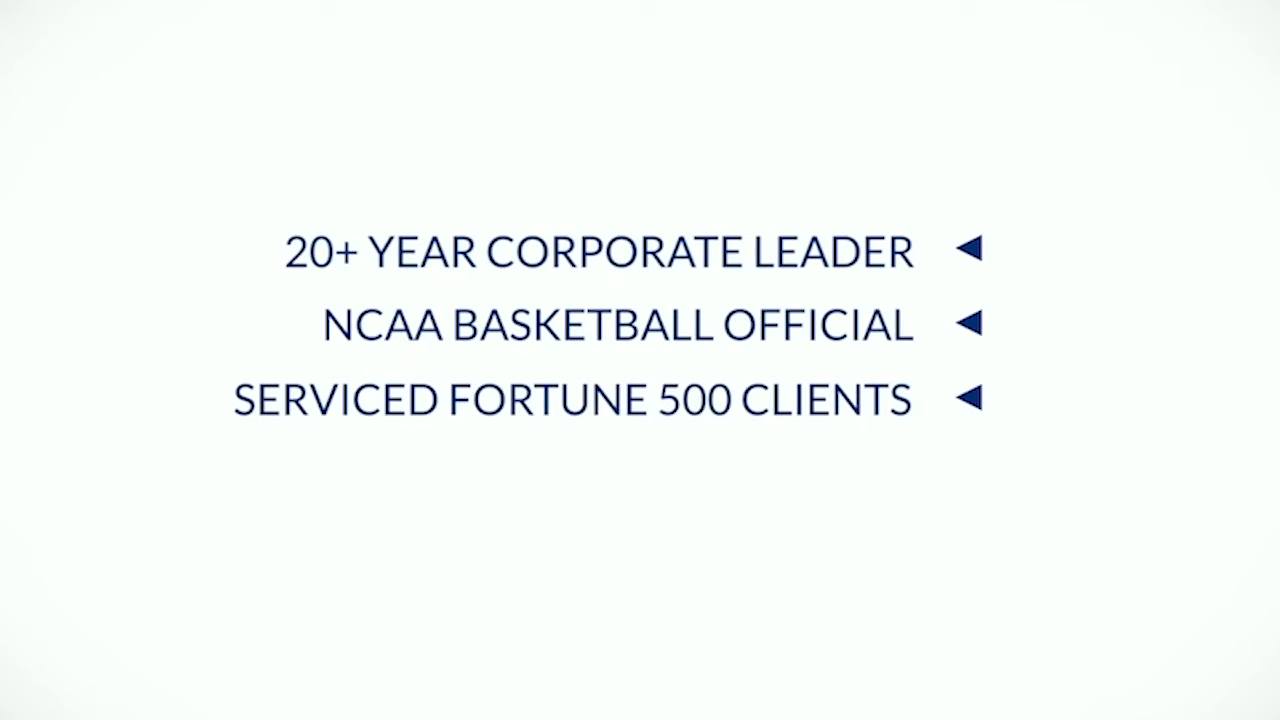 20+ YEAR CORPORATE LEADER
NCAA BASKETBALL OFFICIAL
SERVICED FORTUNE 500 CLIENTS